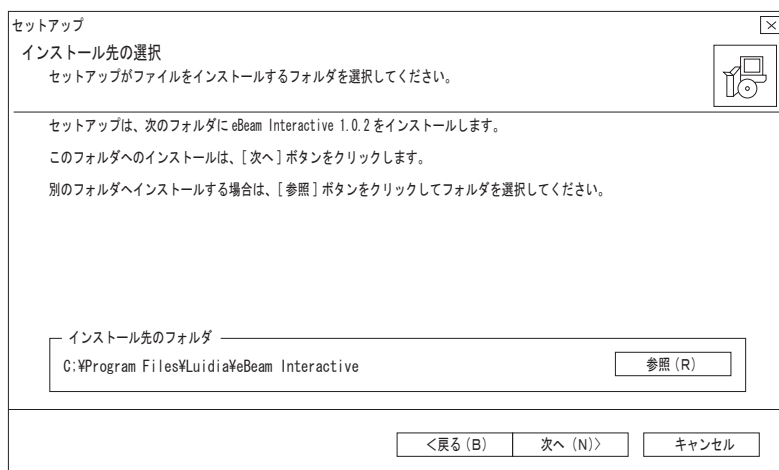 セットアップ
インストール先の選択
セットアップがファイルをインストールするフォルダを選択してください。
セットアップは、次のフォルダに eBeam Interactive 1.0.2 をインストールします。
このフォルダへのインストールは、[ 次へ ] ボタンをクリックします。
別のフォルダへインストールする場合は、[ 参照 ] ボタンをクリックしてフォルダを選択してください。
インストール先のフォルダ
C:¥Program Files¥Luidia¥eBeam Interactive
参照 (R)
<戻る (B)
次へ (N)〉
キャンセル